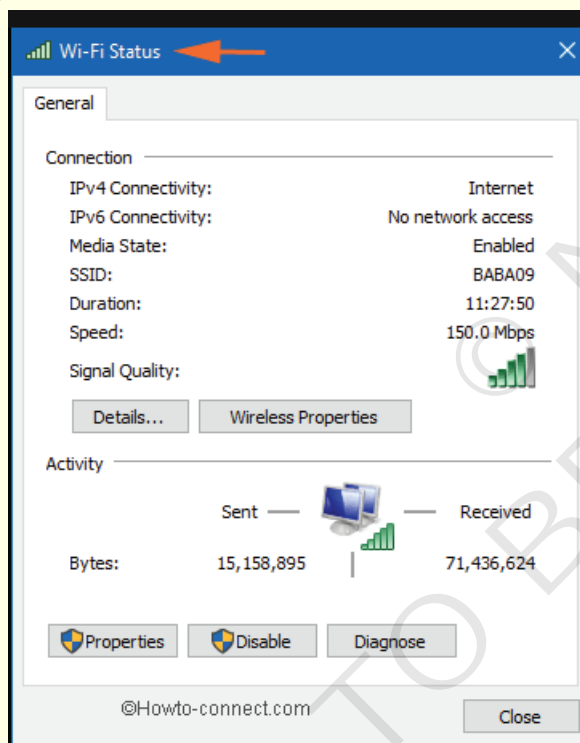 Wi-Fi Status
General
Connection
IPv4 Connectivity: Internet
IPv6 Connectivity: No network access
Media State: Enabled
SSID: BABA09
Duration: 11:27:50
Speed: 150.0 Mbps
Signal Quality:
Details... Wireless Properties
Activity
Sent Received
Bytes: 15,158,895 71,436,624
Properties Disable Diagnose
©Howto-connect.com
Close
© N
TO B